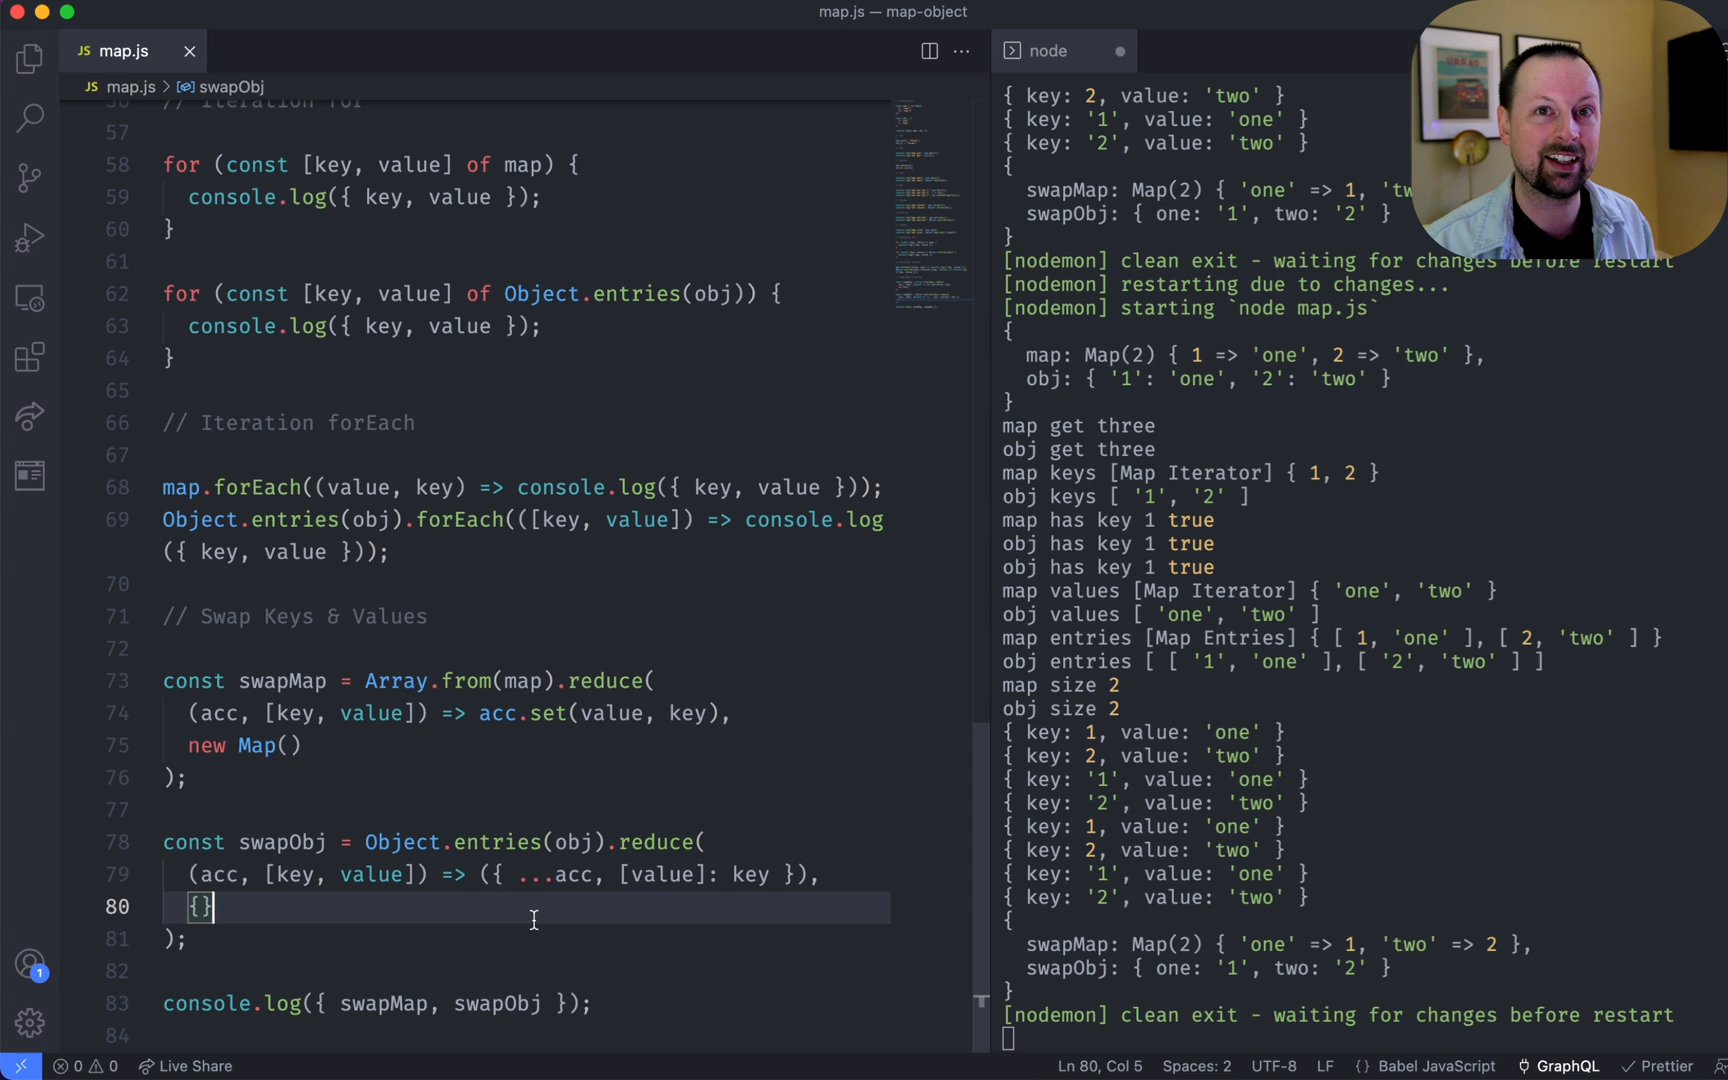 map.js — map-object
JS map.js
node
JS map.js > swapObj
56 // Iteration for
57
58 for (const [key, value] of map) {
59 console.log({ key, value });
60 }
61
62 for (const [key, value] of Object.entries(obj)) {
63 console.log({ key, value });
64 }
65
66 // Iteration forEach
67
68 map.forEach((value, key) => console.log({ key, value }));
69 Object.entries(obj).forEach(([key, value]) => console.log
({ key, value }));
70
71 // Swap Keys & Values
72
73 const swapMap = Array.from(map).reduce(
74 (acc, [key, value]) => acc.set(value, key),
75 new Map()
76 );
77
78 const swapObj = Object.entries(obj).reduce(
79 (acc, [key, value]) => ({ ...acc, [value]: key }),
80 {}
81 );
82
83 console.log({ swapMap, swapObj });
84
{ key: 2, value: 'two' }
{ key: '1', value: 'one' }
{ key: '2', value: 'two' }
{
swapMap: Map(2) { 'one' => 1, 'tw
swapObj: { one: '1', two: '2' }
}
[nodemon] clean exit - waiting for changes before restart
[nodemon] restarting due to changes...
[nodemon] starting `node map.js`
{
map: Map(2) { 1 => 'one', 2 => 'two' },
obj: { '1': 'one', '2': 'two' }
}
map get three
obj get three
map keys [Map Iterator] { 1, 2 }
obj keys [ '1', '2' ]
map has key 1 true
obj has key 1 true
obj has key 1 true
map values [Map Iterator] { 'one', 'two' }
obj values [ 'one', 'two' ]
map entries [Map Entries] { [ 1, 'one' ], [ 2, 'two' ] }
obj entries [ [ '1', 'one' ], [ '2', 'two' ] ]
map size 2
obj size 2
{ key: 1, value: 'one' }
{ key: 2, value: 'two' }
{ key: '1', value: 'one' }
{ key: '2', value: 'two' }
{ key: 1, value: 'one' }
{ key: 2, value: 'two' }
{ key: '1', value: 'one' }
{ key: '2', value: 'two' }
{
swapMap: Map(2) { 'one' => 1, 'two' => 2 },
swapObj: { one: '1', two: '2' }
}
[nodemon] clean exit - waiting for changes before restart
1
0 0 Live Share Ln 80, Col 5 Spaces: 2 UTF-8 LF {} Babel JavaScript GraphQL Prettier